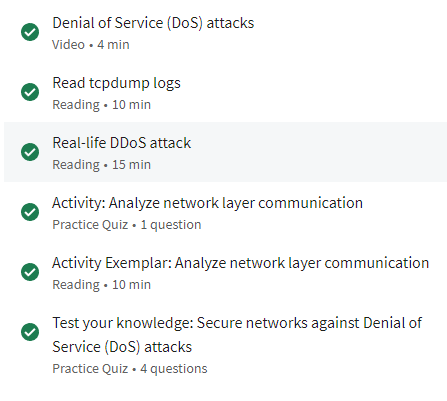 Denial of Service (DoS) attacks
Video • 4 min
Read tcpdump logs
Reading • 10 min
Real-life DDoS attack
Reading • 15 min
Activity: Analyze network layer communication
Practice Quiz • 1 question
Activity Exemplar: Analyze network layer communication
Reading • 10 min
Test your knowledge: Secure networks against Denial of
Service (DoS) attacks
Practice Quiz • 4 questions